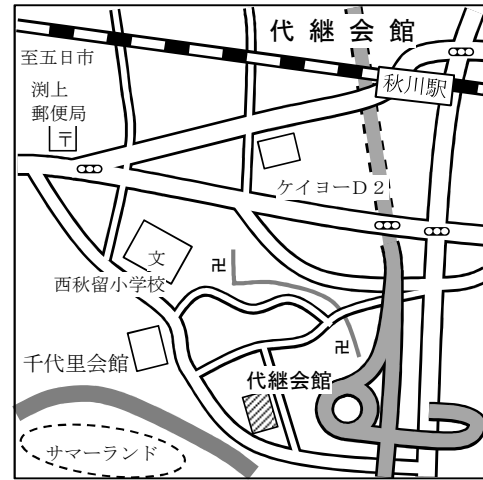 代継会館
至五日市
渕上
郵便局
〒
秋川駅
ケイヨーD2
文
西秋留小学校
卍
卍
千代里会館
代継会館
サマーランド